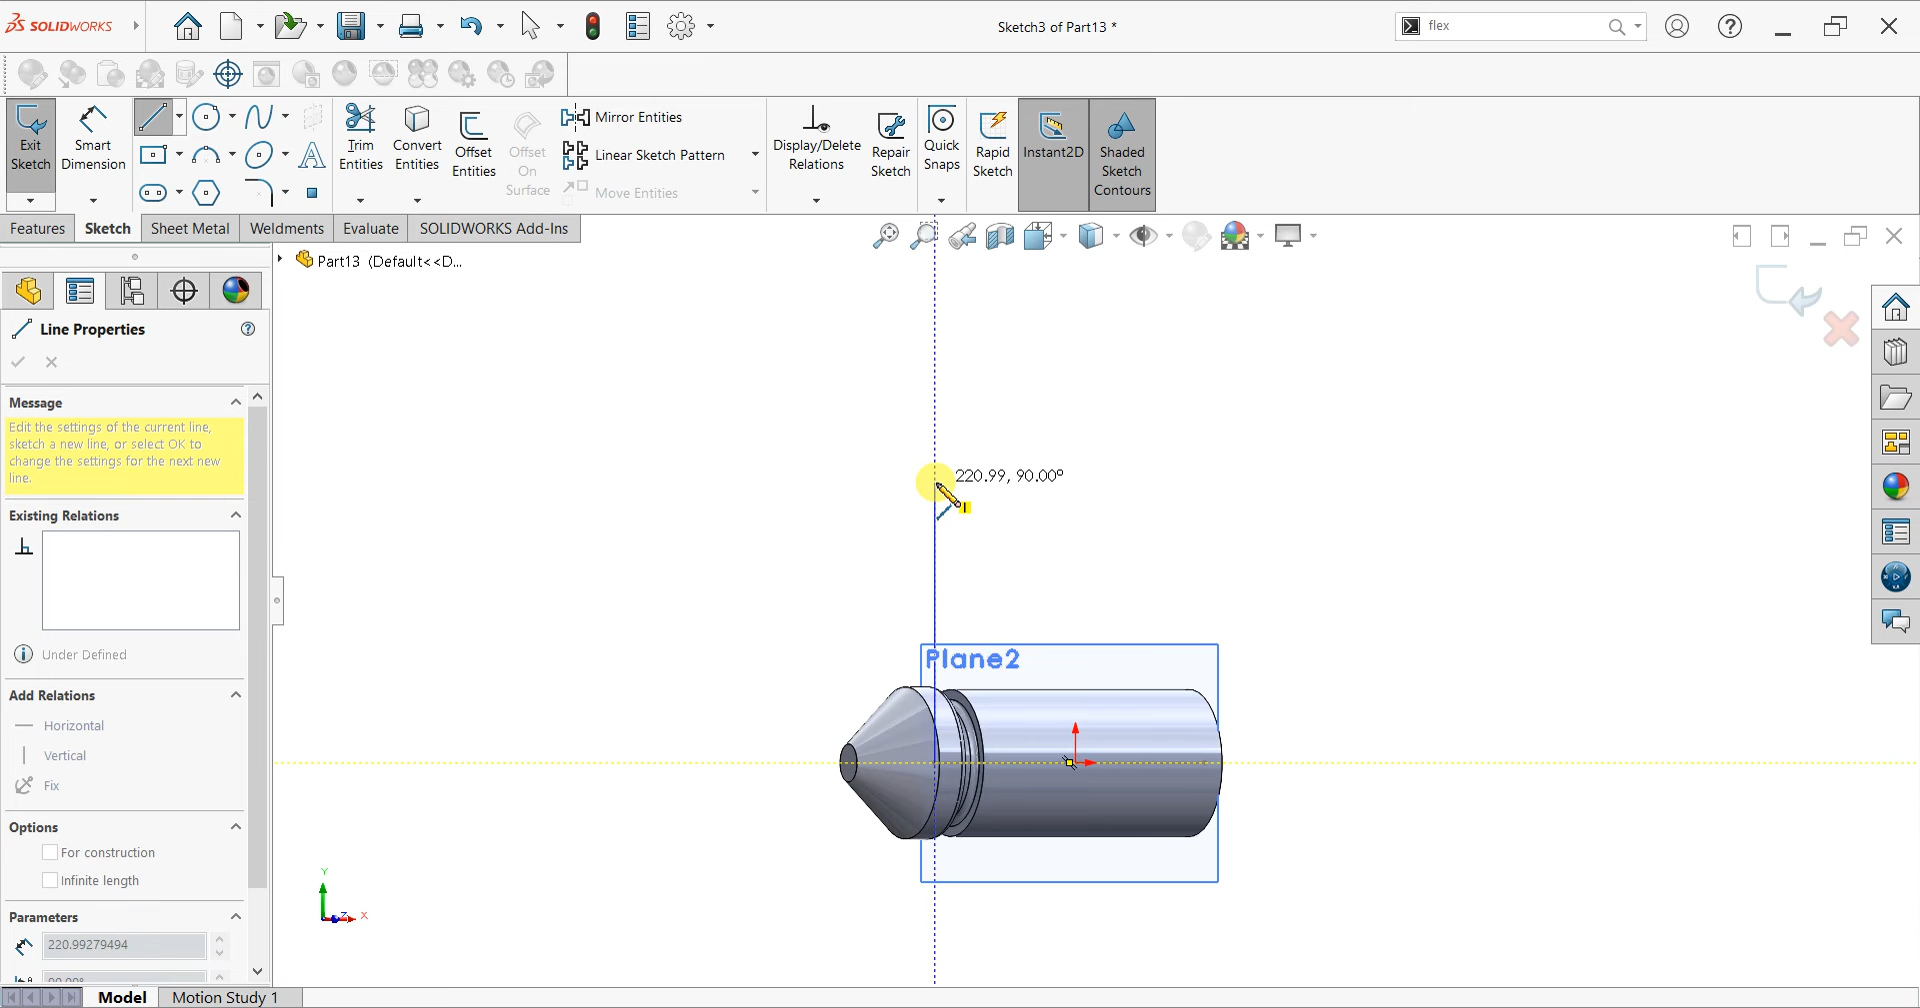 SOLIDWORKS
Sketch3 of Part13 *
flex
Exit Sketch
Smart Dimension
Trim Entities
Convert Entities
Offset Entities
Offset On Surface
Mirror Entities
Linear Sketch Pattern
Move Entities
Display/Delete Relations
Repair Sketch
Quick Snaps
Rapid Sketch
Instant2D
Shaded Sketch Contours
Features
Sketch
Sheet Metal
Weldments
Evaluate
SOLIDWORKS Add-Ins
Part13 (Default<<D...
Line Properties
Message
Edit the settings of the current line,
sketch a new line, or select OK to
change the settings for the next new
line.
Existing Relations
Under Defined
Add Relations
Horizontal
Vertical
Fix
Options
For construction
Infinite length
Parameters
220.99279494
90.00°
220.99, 90.00º
Plane2
Y
Z
X
Model
Motion Study 1